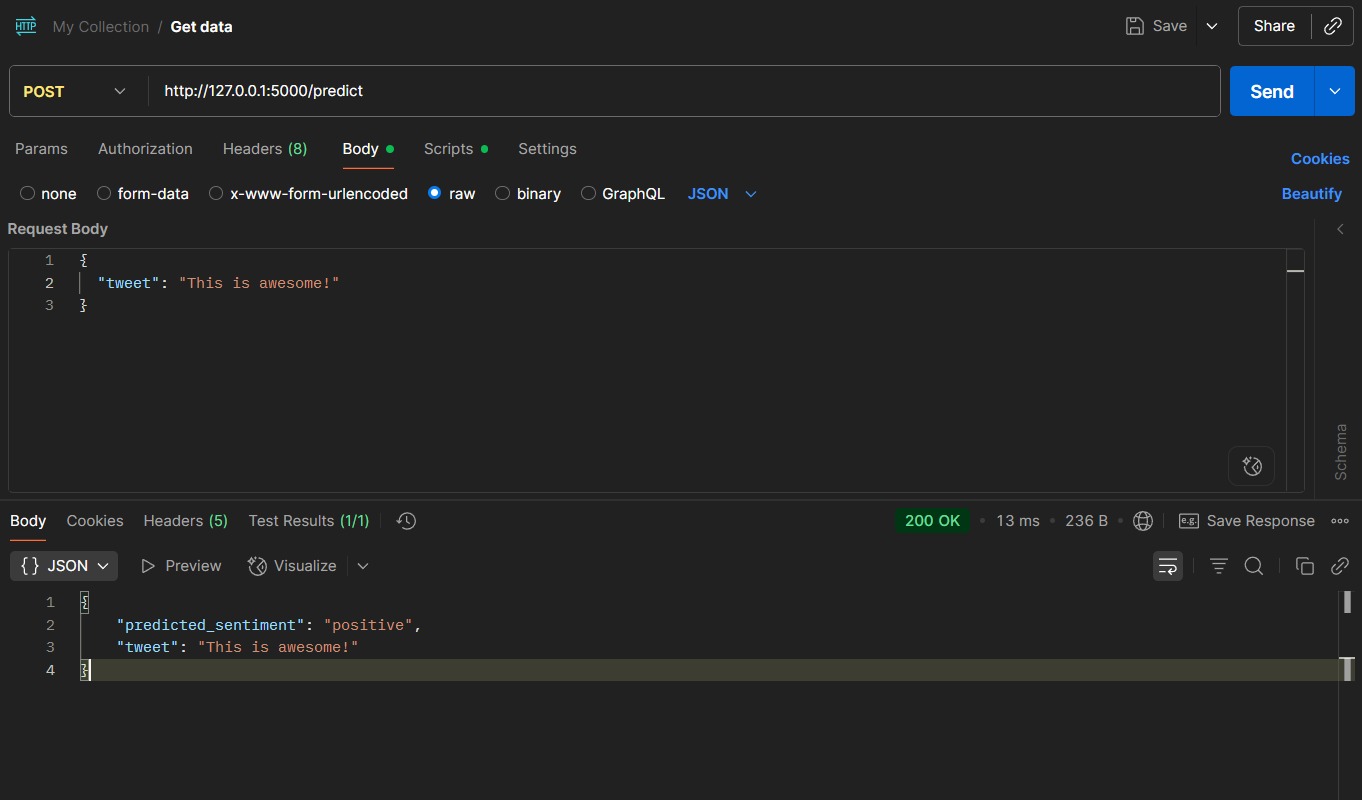 HTTP My Collection / Get data Save Share
POST http://127.0.0.1:5000/predict Send
Params Authorization Headers (8) Body Scripts Settings Cookies
none form-data x-www-form-urlencoded raw binary GraphQL JSON Beautify
Request Body
1 {
2 "tweet": "This is awesome!"
3 }
Schema
Body Cookies Headers (5) Test Results (1/1) 200 OK • 13 ms • 236 B • e.g. Save Response
{} JSON Preview Visualize
1 {
2 "predicted_sentiment": "positive",
3 "tweet": "This is awesome!"
4 }